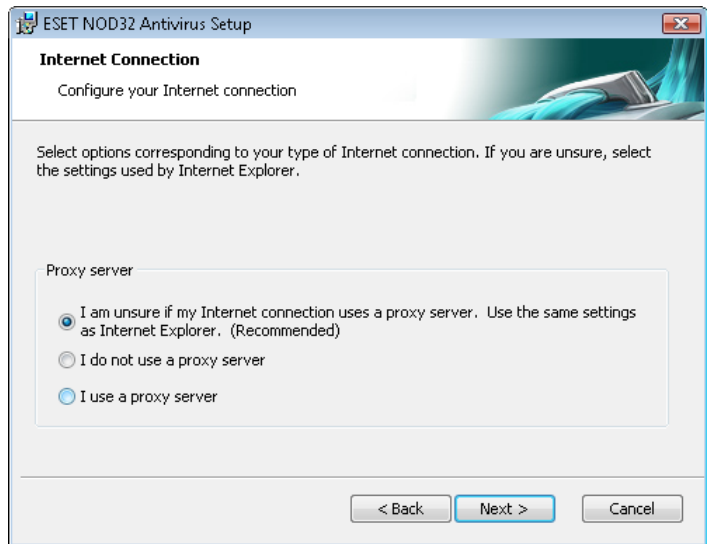 ESET NOD32 Antivirus Setup
Internet Connection
Configure your Internet connection
Select options corresponding to your type of Internet connection. If you are unsure, select
the settings used by Internet Explorer.
Proxy server
I am unsure if my Internet connection uses a proxy server. Use the same settings
as Internet Explorer. (Recommended)
I do not use a proxy server
I use a proxy server
< Back Next > Cancel